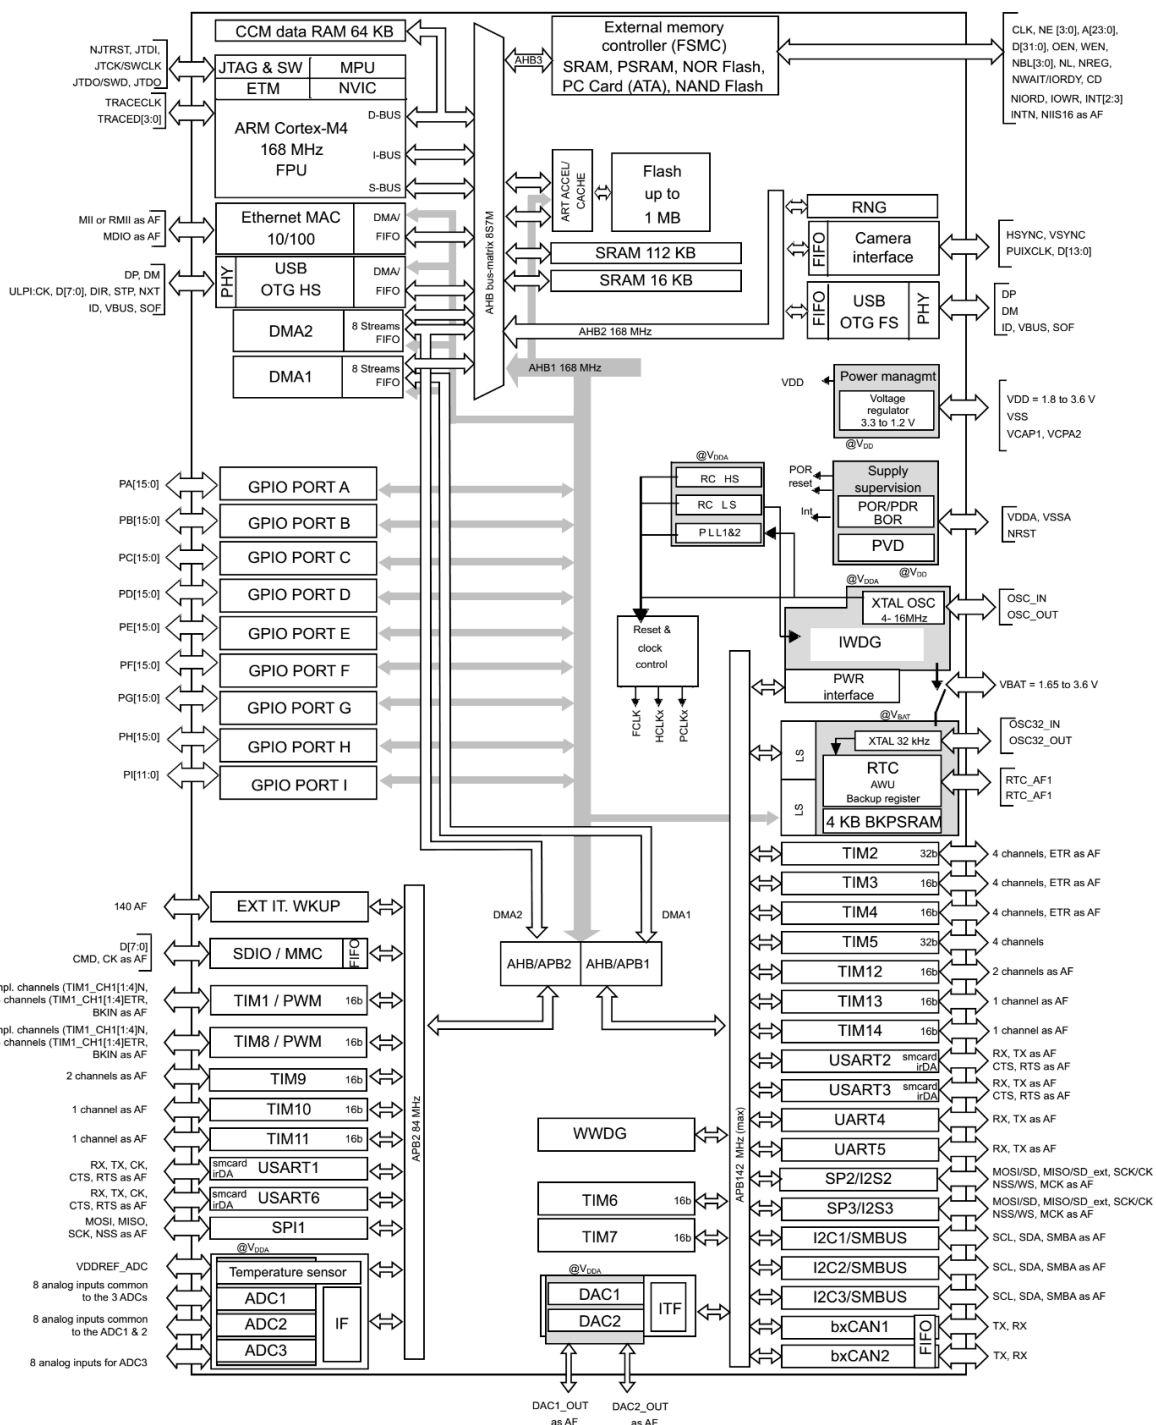 CCM data RAM 64 KB
External memory
controller (FSMC)
SRAM, PSRAM, NOR Flash,
PC Card (ATA), NAND Flash
AHB3
CLK, NE [3:0], A[23:0],
D[31:0], OEN, WEN,
NBL[3:0], NL, NREG,
NWAIT/IORDY, CD
NIORD, IOWR, INT[2:3]
INTN, NIIS16 as AF
NJTRST, JTDI,
JTCK/SWCLK
JTDO/SWD, JTDO
TRACECLK
TRACED[3:0]
JTAG & SW
MPU
ETM
NVIC
ARM Cortex-M4
168 MHz
FPU
D-BUS
I-BUS
S-BUS
AHB bus-matrix 8S7M
ART ACCEL/
CACHE
Flash
up to
1 MB
SRAM 112 KB
SRAM 16 KB
AHB2 168 MHz
AHB1 168 MHz
MII or RMII as AF
MDIO as AF
Ethernet MAC
10/100
DMA/
FIFO
DP, DM
ULPI:CK, D[7:0], DIR, STP, NXT
ID, VBUS, SOF
PHY
USB
OTG HS
DMA/
FIFO
DMA2
8 Streams
FIFO
DMA1
8 Streams
FIFO
RNG
FIFO
Camera
interface
HSYNC, VSYNC
PUIXCLK, D[13:0]
FIFO
USB
OTG FS
PHY
DP
DM
ID, VBUS, SOF
VDD
Power managmt
Voltage
regulator
3.3 to 1.2 V
@VDD
VDD = 1.8 to 3.6 V
VSS
VCAP1, VCPA2
@VDDA
RC HS
RC LS
PLL1&2
POR
reset
Int
Supply
supervision
POR/PDR
BOR
PVD
@VDD
VDDA, VSSA
NRST
@VDDA
XTAL OSC
4- 16MHz
IWDG
PWR
interface
OSC_IN
OSC_OUT
VBAT = 1.65 to 3.6 V
Reset &
clock
control
FCLK
HCLKx
PCLKx
@VBAT
LS
LS
XTAL 32 kHz
RTC
AWU
Backup register
4 KB BKPSRAM
OSC32_IN
OSC32_OUT
RTC_AF1
RTC_AF1
PA[15:0]
GPIO PORT A
PB[15:0]
GPIO PORT B
PC[15:0]
GPIO PORT C
PD[15:0]
GPIO PORT D
PE[15:0]
GPIO PORT E
PF[15:0]
GPIO PORT F
PG[15:0]
GPIO PORT G
PH[15:0]
GPIO PORT H
PI[11:0]
GPIO PORT I
DMA2
DMA1
AHB/APB2
AHB/APB1
140 AF
EXT IT. WKUP
D[7:0]
CMD, CK as AF
SDIO / MMC
FIFO
mpl. channels (TIM1_CH1[1:4]N,
channels (TIM1_CH1[1:4]ETR,
BKIN as AF
TIM1 / PWM 16b
mpl. channels (TIM1_CH1[1:4]N,
channels (TIM1_CH1[1:4]ETR,
BKIN as AF
TIM8 / PWM 16b
2 channels as AF
TIM9 16b
1 channel as AF
TIM10 16b
1 channel as AF
TIM11 16b
RX, TX, CK,
CTS, RTS as AF
smcard
irDA
USART1
RX, TX, CK,
CTS, RTS as AF
smcard
irDA
USART6
MOSI, MISO,
SCK, NSS as AF
SPI1
APB2 84 MHz
@VDDA
VDDREF_ADC
Temperature sensor
8 analog inputs common
to the 3 ADCs
ADC1
8 analog inputs common
to the ADC1 & 2
ADC2
8 analog inputs for ADC3
ADC3
IF
WWDG
TIM6 16b
TIM7 16b
@VDDA
DAC1
DAC2
ITF
DAC1_OUT
as AF
DAC2_OUT
as AF
APB142 MHz (max)
TIM2 32b
4 channels, ETR as AF
TIM3 16b
4 channels, ETR as AF
TIM4 16b
4 channels, ETR as AF
TIM5 32b
4 channels
TIM12 16b
2 channels as AF
TIM13 16b
1 channel as AF
TIM14 16b
1 channel as AF
USART2
smcard
irDA
RX, TX as AF
CTS, RTS as AF
USART3
smcard
irDA
RX, TX as AF
CTS, RTS as AF
UART4
RX, TX as AF
UART5
RX, TX as AF
SP2/I2S2
MOSI/SD, MISO/SD_ext, SCK/CK
NSS/WS, MCK as AF
SP3/I2S3
MOSI/SD, MISO/SD_ext, SCK/CK
NSS/WS, MCK as AF
I2C1/SMBUS
SCL, SDA, SMBA as AF
I2C2/SMBUS
SCL, SDA, SMBA as AF
I2C3/SMBUS
SCL, SDA, SMBA as AF
bxCAN1
TX, RX
FIFO
bxCAN2
TX, RX